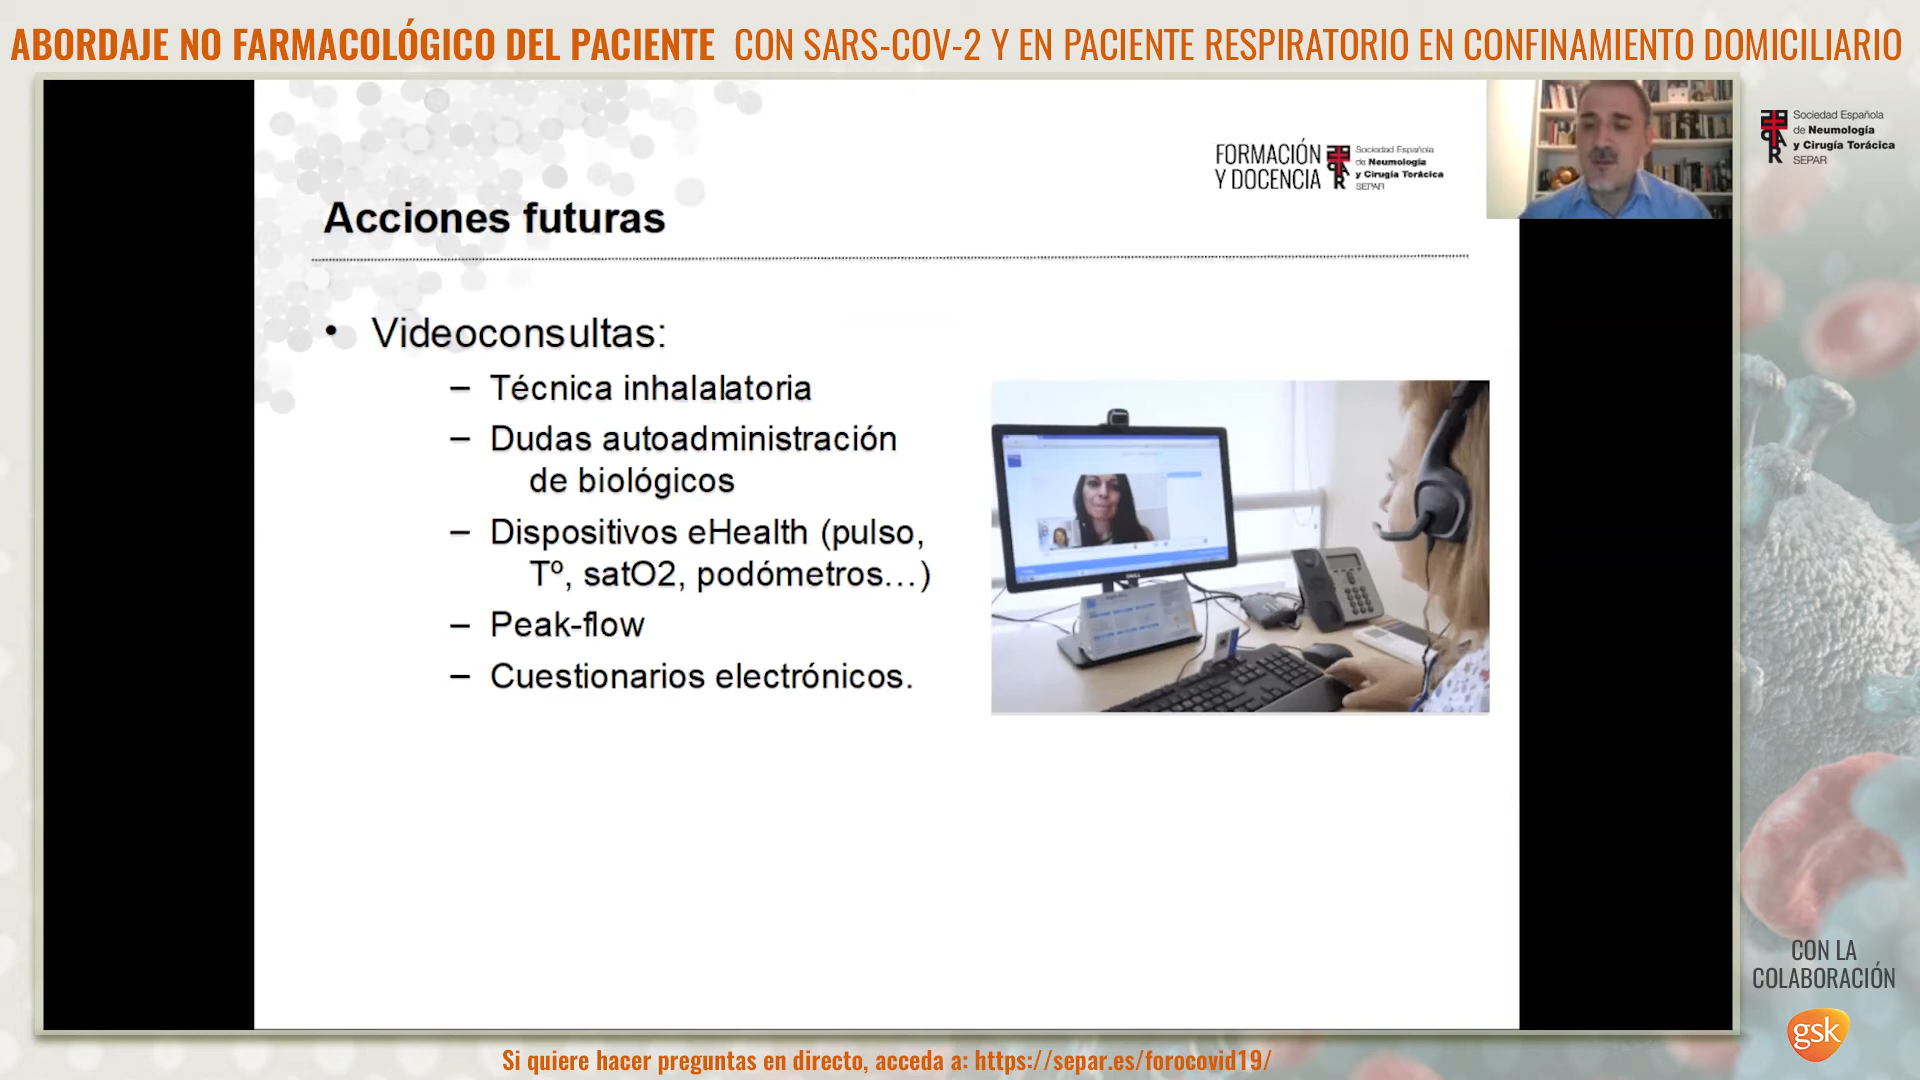 ABORDAJE NO FARMACOLÓGICO DEL PACIENTE CON SARS-COV-2 Y EN PACIENTE RESPIRATORIO EN CONFINAMIENTO DOMICILIARIO
Sociedad Española
de Neumología
y Cirugía Torácica
SEPAR
FORMACIÓN
Y DOCENCIA
Sociedad Española
de Neumología
y Cirugía Torácica
SEPAR
Acciones futuras
• Videoconsultas:
– Técnica inhalalatoria
– Dudas autoadministración
de biológicos
– Dispositivos eHealth (pulso,
Tº, satO2, podómetros…)
– Peak-flow
– Cuestionarios electrónicos.
CON LA
COLABORACIÓN
gsk
Si quiere hacer preguntas en directo, acceda a: https://separ.es/forocovid19/